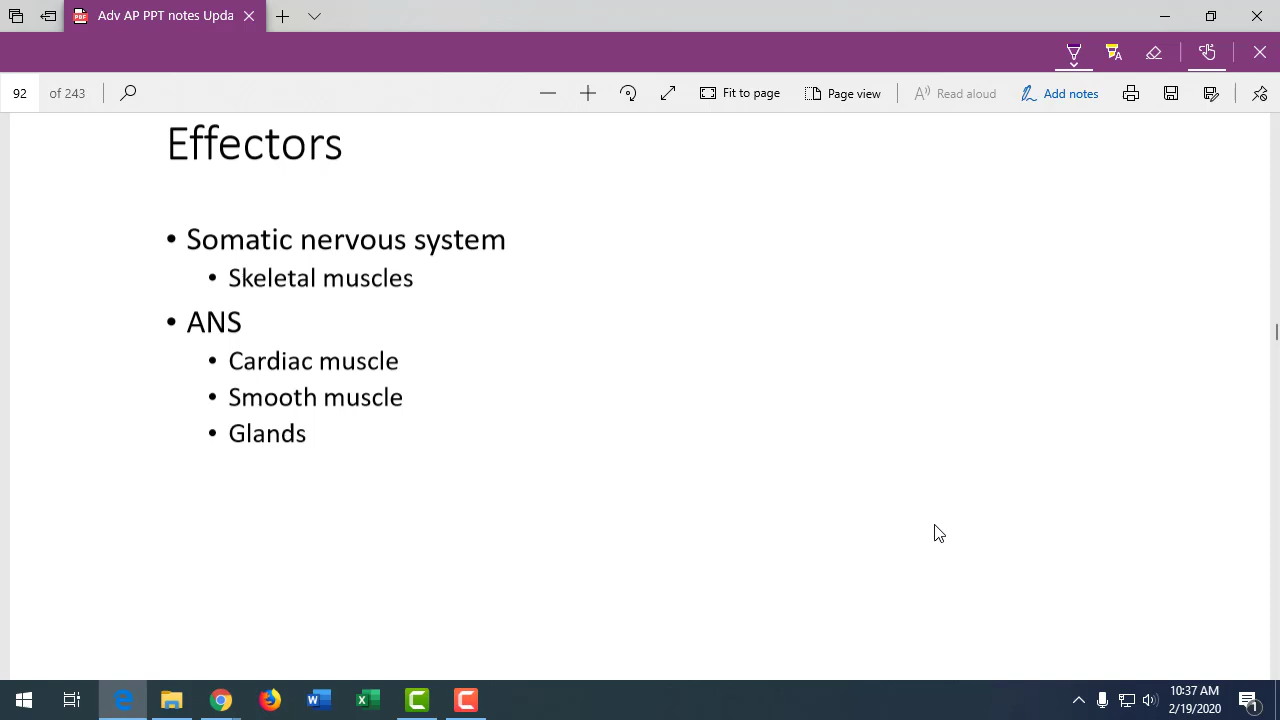 Adv AP PPT notes Upda
92 of 243
Fit to page
Page view
Read aloud
Add notes
Effectors
• Somatic nervous system
• Skeletal muscles
• ANS
• Cardiac muscle
• Smooth muscle
• Glands
10:37 AM
2/19/2020